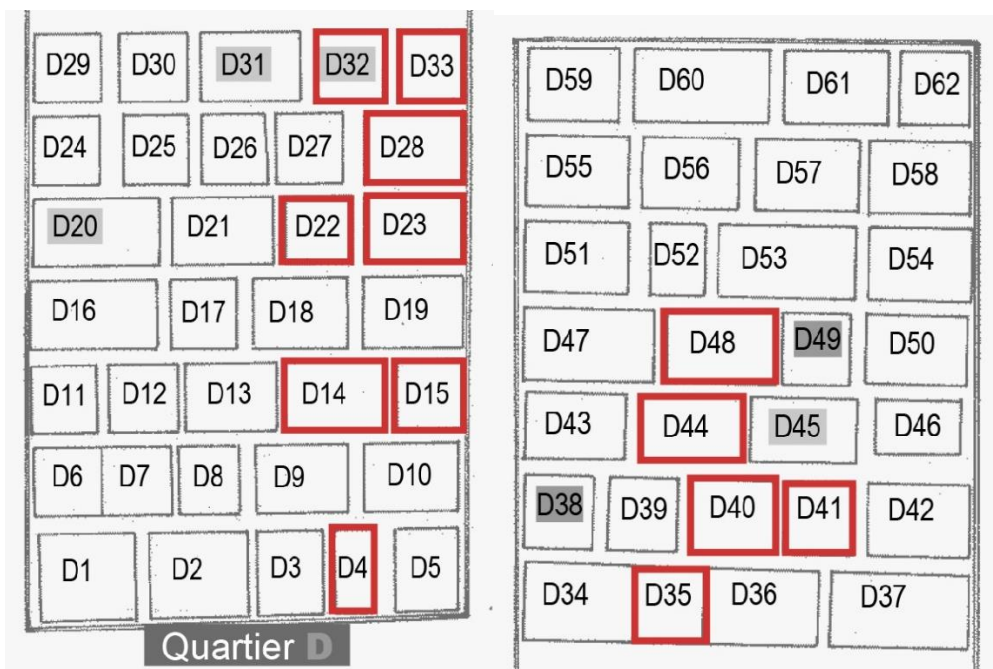 D29 D30 D31 D32 D33
D24 D25 D26 D27 D28
D20 D21 D22 D23
D16 D17 D18 D19
D11 D12 D13 D14 D15
D6 D7 D8 D9 D10
D1 D2 D3 D4 D5
Quartier D
D59 D60 D61 D62
D55 D56 D57 D58
D51 D52 D53 D54
D47 D48 D49 D50
D43 D44 D45 D46
D38 D39 D40 D41 D42
D34 D35 D36 D37